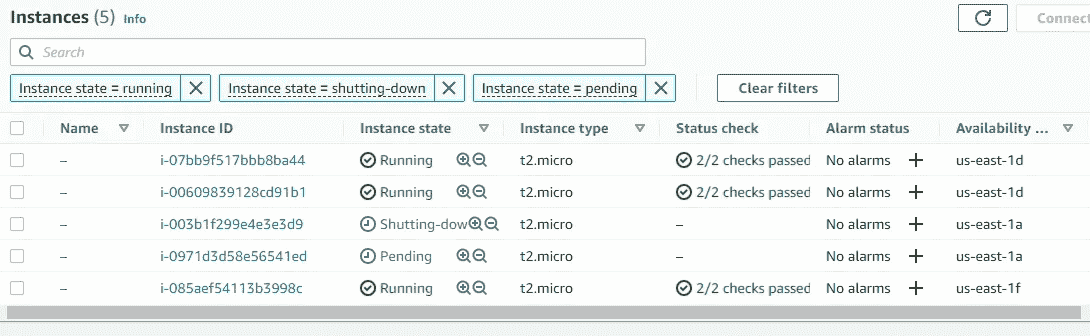 Instances (5) Info
Connect
Search
Instance state = running Instance state = shutting-down Instance state = pending Clear filters
Name Instance ID Instance state Instance type Status check Alarm status Availability ...
– i-07bb9f517bbb8ba44 Running t2.micro 2/2 checks passed No alarms + us-east-1d
– i-00609839128cd91b1 Running t2.micro 2/2 checks passed No alarms + us-east-1d
– i-003b1f299e4e3e3d9 Shutting-dow t2.micro – No alarms + us-east-1a
– i-0971d3d58e56541ed Pending t2.micro – No alarms + us-east-1a
– i-085aef54113b3998c Running t2.micro 2/2 checks passed No alarms + us-east-1f